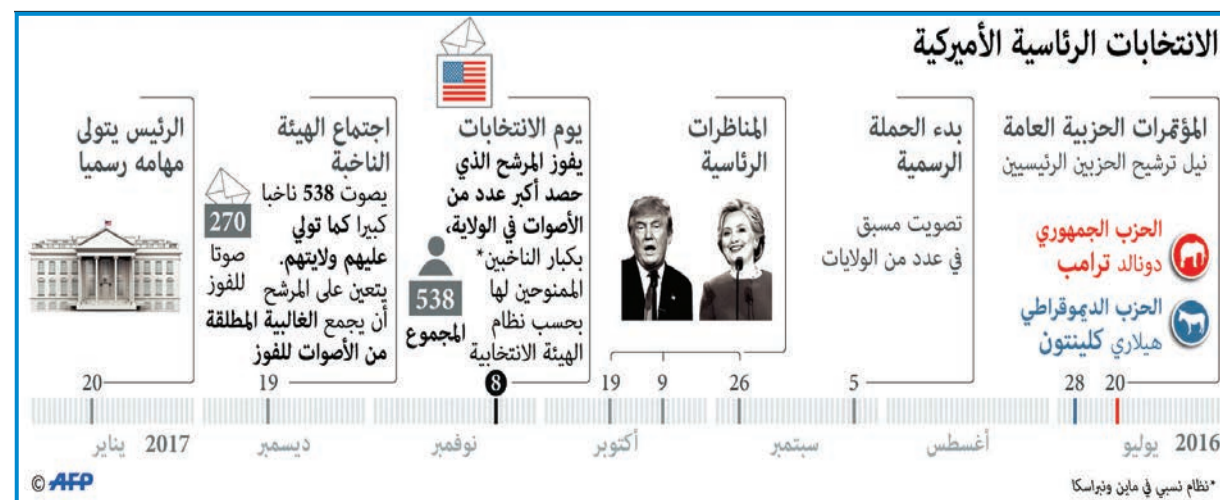 الانتخابات الرئاسية الأميركية
المؤتمرات الحزبية العامة
نيل ترشيح الحزبين الرئيسيين
الحزب الجمهوري
دونالد ترامب
الحزب الديموقراطي
هيلاري كلينتون
بدء الحملة
الرسمية
تصويت مسبق
في عدد من الولايات
المناظرات
الرئاسية
يوم الانتخابات
يفوز المرشح الذي
حصد أكبر عدد من
الأصوات في الولاية،
بكبار الناخبين*
الممنوحين لها
بحسب نظام
الهيئة الانتخابية
538
المجموع
اجتماع الهيئة
الناخبة
يصوت 538 ناخبا
كبيرا كما تولي
عليهم ولايتهم.
يتعين على المرشح
أن يجمع الغالبية المطلقة
من الأصوات للفوز
270
صوتا
للفوز
الرئيس يتولى
مهامه رسميا
20 28 5 26 9 19 8 19 20
2016 يوليو أغسطس سبتمبر أكتوبر نوفمبر ديسمبر 2017 يناير
*نظام نسبي في ماين ونبراسكا
© AFP